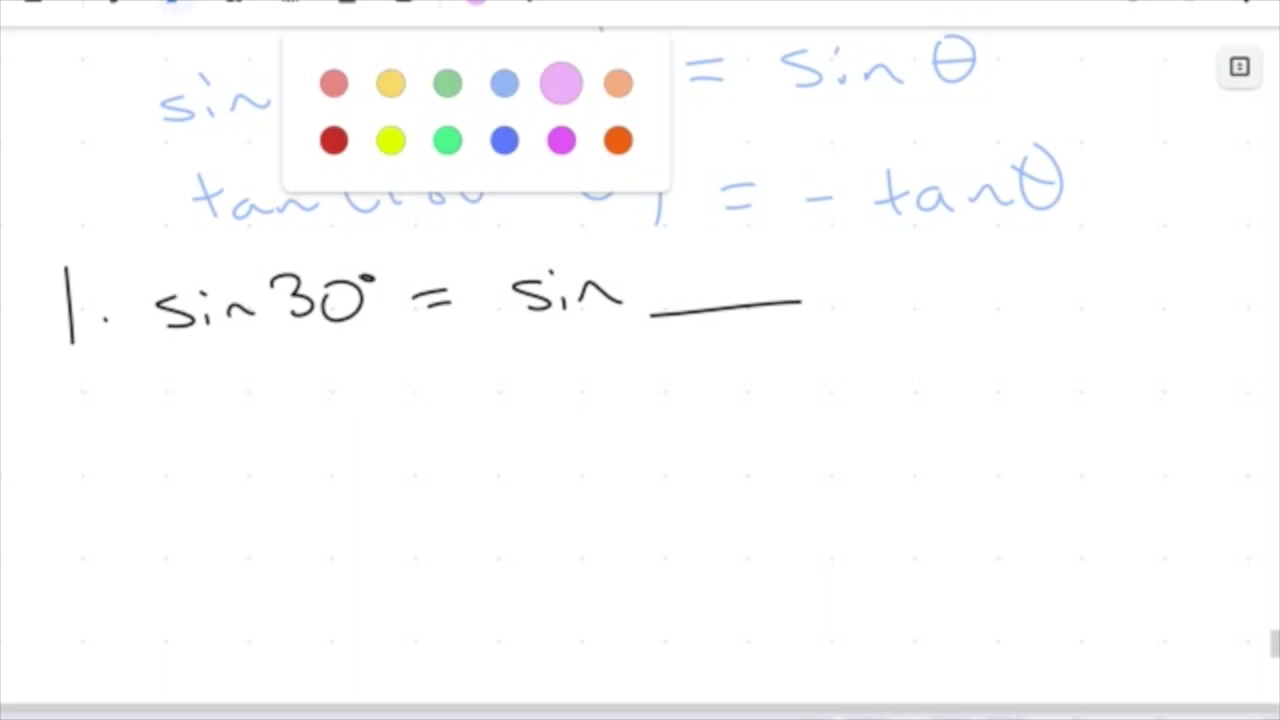 sin = sin θ
tan = - tanθ
1. sin 30° = sin ____